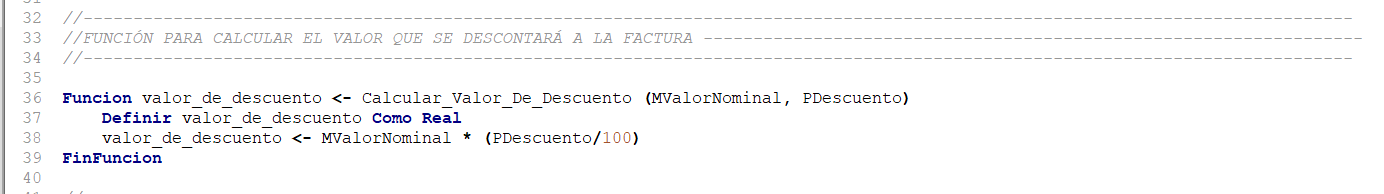 32 //-------------------------------------------------------------------------------------------------------------------------------
33 //FUNCIÓN PARA CALCULAR EL VALOR QUE SE DESCONTARÁ A LA FACTURA ------------------------------------------------------------------
34 //-------------------------------------------------------------------------------------------------------------------------------
35
36 Funcion valor_de_descuento <- Calcular_Valor_De_Descuento (MValorNominal, PDescuento)
37 Definir valor_de_descuento Como Real
38 valor_de_descuento <- MValorNominal * (PDescuento/100)
39 FinFuncion
40